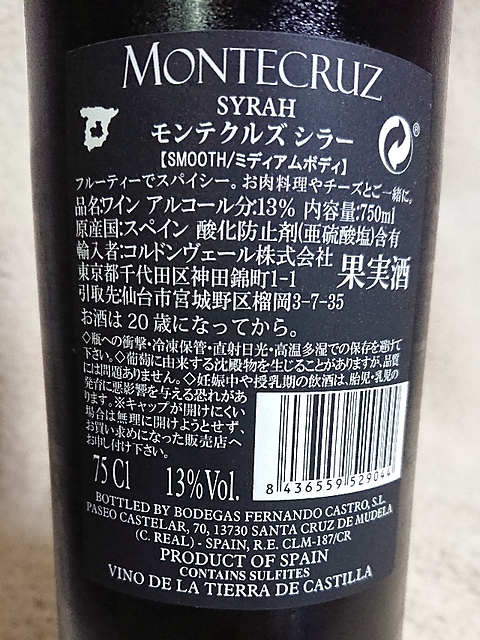 MONTECRUZ
SYRAH
モンテクルズ シラー
【SMOOTH/ミディアムボディ】
フルーティーでスパイシー。お肉料理やチーズとご一緒に。
品名:ワイン アルコール分:13% 内容量:750ml
原産国:スペイン 酸化防止剤(亜硫酸塩)含有
輸入者:コルドンヴェール株式会社
東京都千代田区神田錦町1-1
果実酒
引取先:仙台市宮城野区榴岡3-7-35
お酒は20歳になってから。
◇瓶への衝撃・冷凍保管・直射日光・高温多湿での保存を避けて
下さい。◇葡萄に由来する沈殿物を生じることがありますが、品質
には問題ありません。◇妊娠中や授乳期の飲酒は、胎児・乳児の
発育に悪影響を与える恐れがあ
ります。※キャップが開けにくい
場合は無理に開けようとせず、
お買い求めになった販売店へ
お申し付け下さい。
75 Cl 13%Vol.
8 436559 529044
BOTTLED BY BODEGAS FERNANDO CASTRO, S.L.
PASEO CASTELAR, 70, 13730 SANTA CRUZ DE MUDELA
(C. REAL) - SPAIN, R.E. CLM-187/CR
PRODUCT OF SPAIN
CONTAINS SULFITES
VINO DE LA TIERRA DE CASTILLA